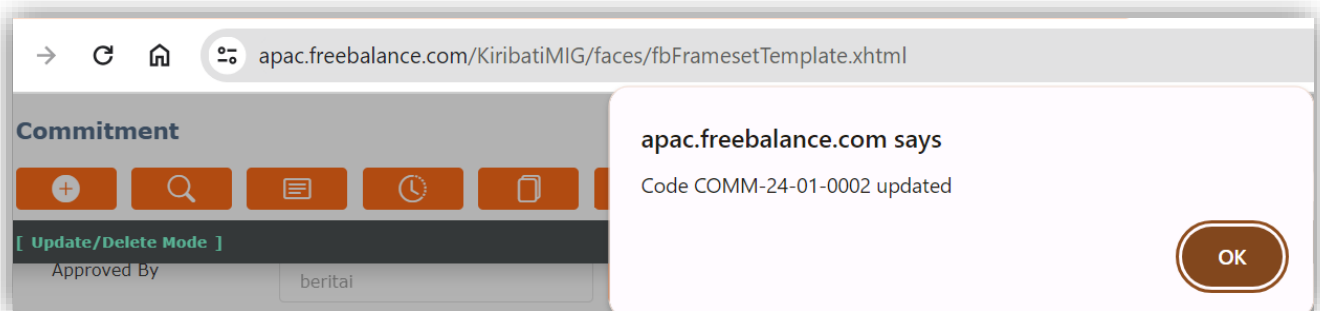 apac.freebalance.com/KiribatiMIG/faces/fbFramesetTemplate.xhtml
Commitment
apac.freebalance.com says
Code COMM-24-01-0002 updated
[ Update/Delete Mode ]
OK
Approved By
beritai